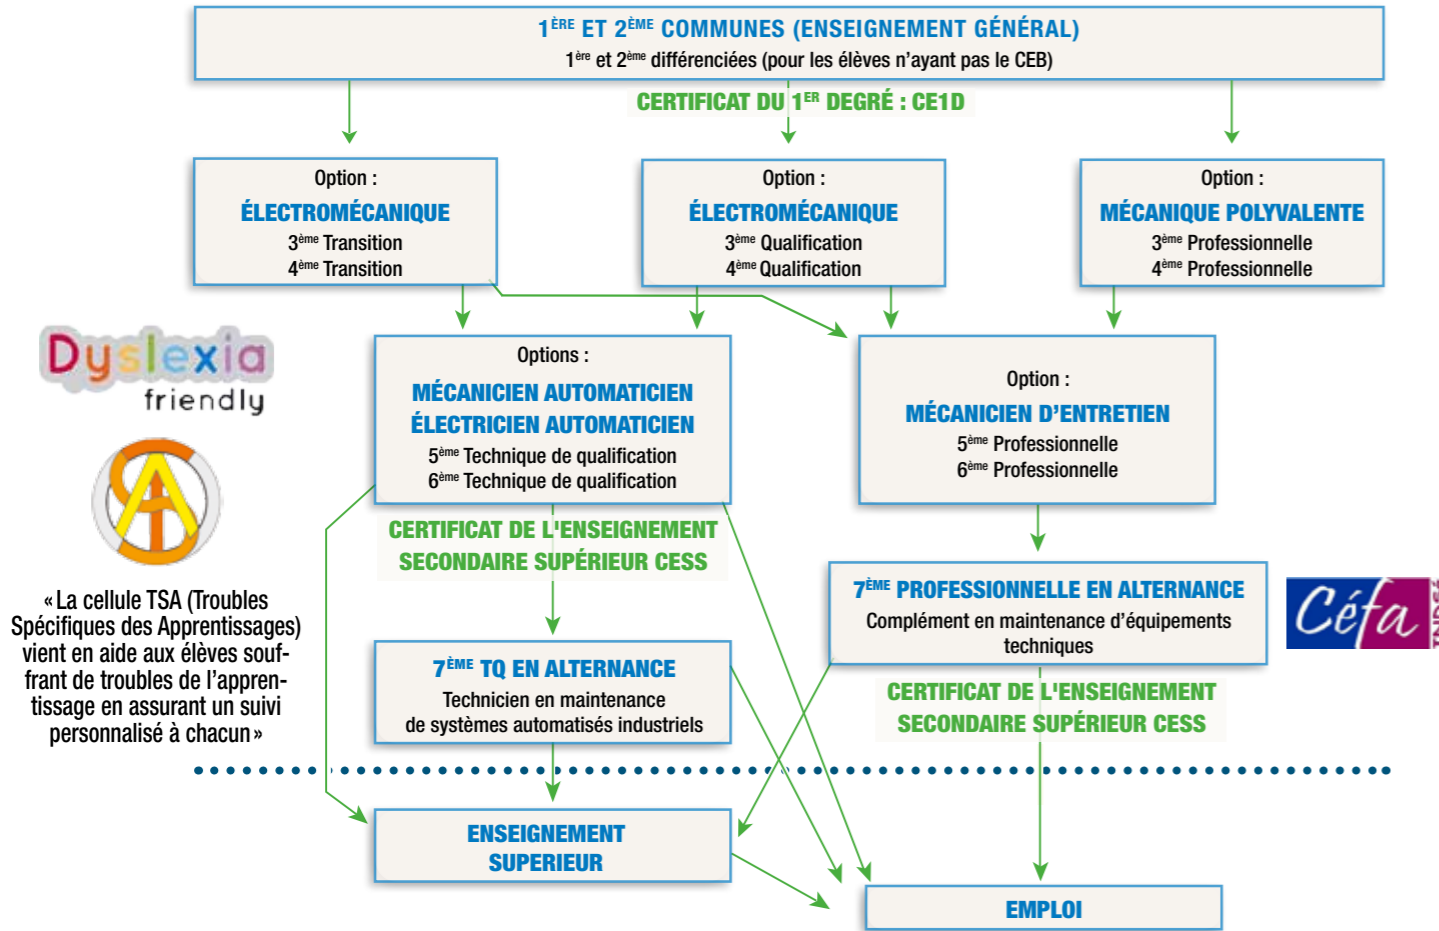 1ÈRE ET 2ÈME COMMUNES (ENSEIGNEMENT GÉNÉRAL)
1ère et 2ème différenciées (pour les élèves n'ayant pas le CEB)
CERTIFICAT DU 1ER DEGRÉ : CE1D
Option :
ÉLECTROMÉCANIQUE
3ème Transition
4ème Transition
Option :
ÉLECTROMÉCANIQUE
3ème Qualification
4ème Qualification
Option :
MÉCANIQUE POLYVALENTE
3ème Professionnelle
4ème Professionnelle
Dyslexia
friendly
Options :
MÉCANICIEN AUTOMATICIEN
ÉLECTRICIEN AUTOMATICIEN
5ème Technique de qualification
6ème Technique de qualification
Option :
MÉCANICIEN D'ENTRETIEN
5ème Professionnelle
6ème Professionnelle
CERTIFICAT DE L'ENSEIGNEMENT
SECONDAIRE SUPÉRIEUR CESS
«La cellule TSA (Troubles
Spécifiques des Apprentissages)
vient en aide aux élèves souf-
frant de troubles de l'appren-
tissage en assurant un suivi
personnalisé à chacun»
7ÈME PROFESSIONNELLE EN ALTERNANCE
Complément en maintenance d'équipements
techniques
Céfa
7ÈME TQ EN ALTERNANCE
Technicien en maintenance
de systèmes automatisés industriels
CERTIFICAT DE L'ENSEIGNEMENT
SECONDAIRE SUPÉRIEUR CESS
ENSEIGNEMENT
SUPERIEUR
EMPLOI